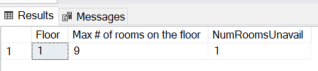 Results Messages
Floor Max # of rooms on the floor NumRoomsUnavail
1 1 9 1